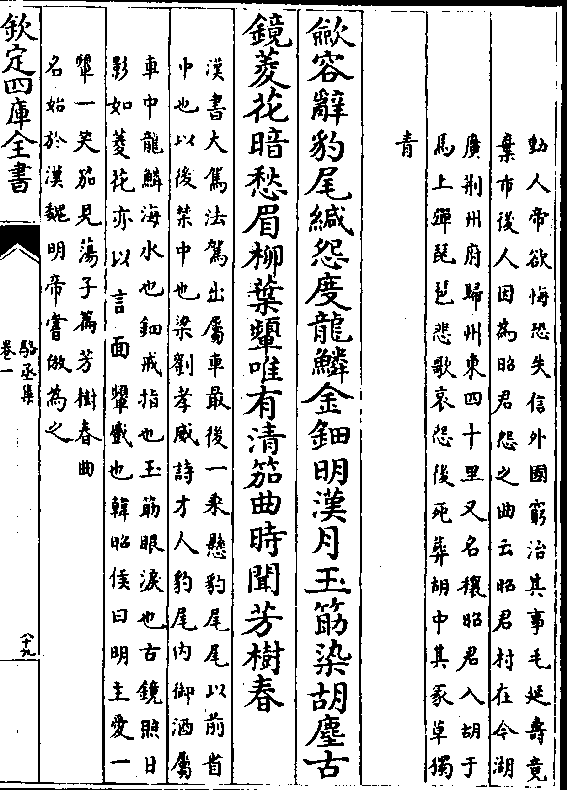 動人帝欲悔恐失信外國窮治其事毛延壽竟
棄市後人因為昭君怨之曲云昭君村在今湖
廣荆州府歸州東四十里又名穰昭君入胡于
馬上彈琵琶悲歌哀怨後死葬胡中其冢草獨
青
歛容辭豹尾緘怨度龍鱗金鈿明漢月玉筯染胡塵古
鏡菱花暗愁眉柳葉顰唯有清笳曲時聞芳樹春
漢書大駕法駕出屬車最後一乗懸豹尾尾以前皆
中也以後禁中也梁劉孝威詩才人豹尾内御酒屬
車中龍鱗海水也鈿戒指也玉筯眼淚也古鏡照日
影如菱花亦以言面顰蹙也韓昭侯曰明主愛一
顰一笑笳見蕩子篇芳樹春曲
名始於漢魏明帝書倣為之
欽定四庫全書
駱丞集
卷一
十九